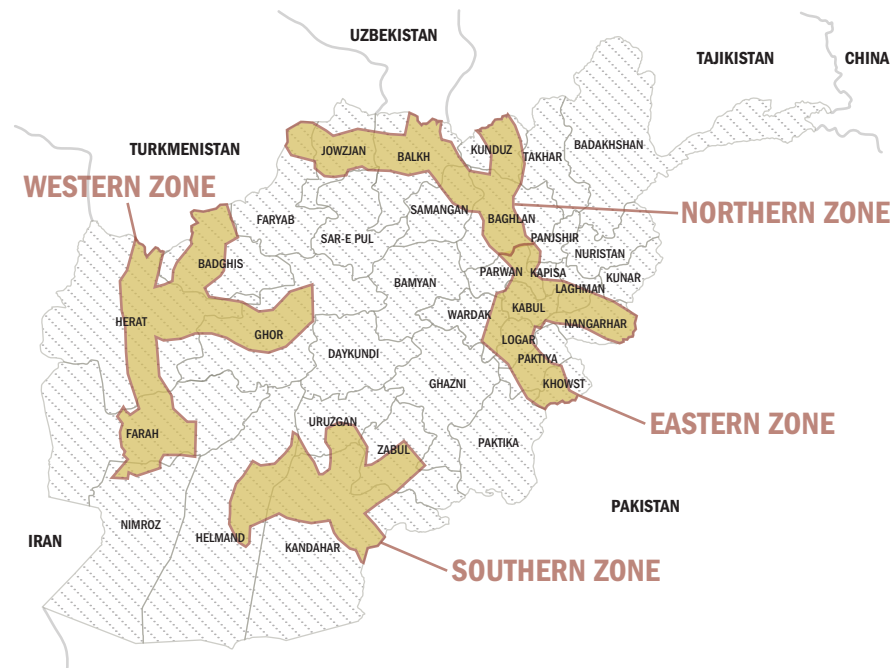 UZBEKISTAN
TAJIKISTAN
CHINA
TURKMENISTAN
JOWZJAN
BALKH
KUNDUZ
TAKHAR
BADAKHSHAN
WESTERN ZONE
FARYAB
SAMANGAN
BAGHLAN
NORTHERN ZONE
SAR-E PUL
PANJSHIR
BADGHIS
NURISTAN
PARWAN
KAPISA
KUNAR
BAMYAN
LAGHMAN
HERAT
WARDAK
KABUL
NANGARHAR
GHOR
LOGAR
DAYKUNDI
PAKTIYA
GHAZNI
KHOWST
URUZGAN
EASTERN ZONE
FARAH
ZABUL
PAKTIKA
PAKISTAN
NIMROZ
IRAN
HELMAND
KANDAHAR
SOUTHERN ZONE